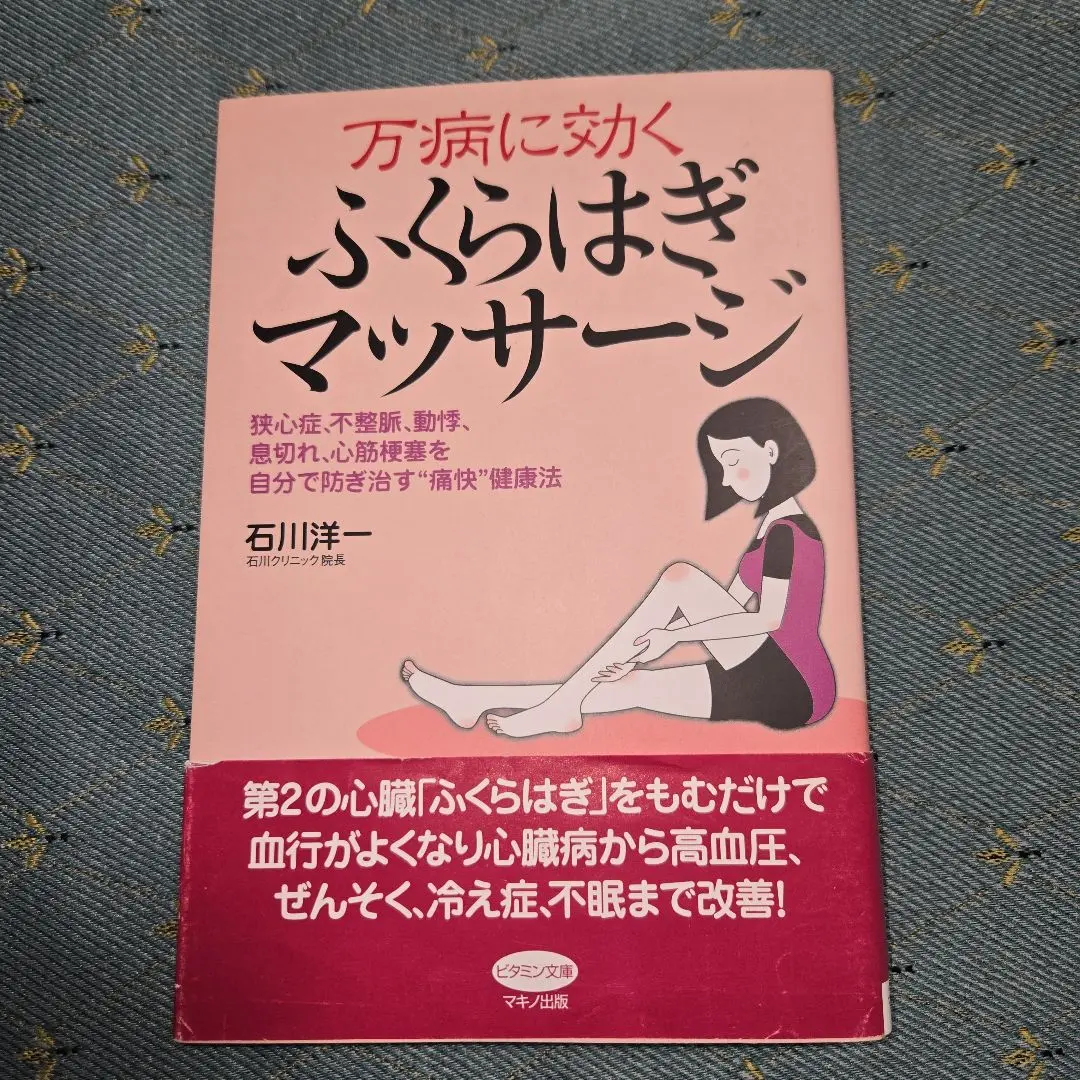 万病に効く
ふくらはぎ
マッサージ
狭心症、不整脈、動悸、
息切れ、心筋梗塞を
自分で防ぎ治す“痛快”健康法
石川洋一
石川クリニック院長
第2の心臓「ふくらはぎ」をもむだけで
血行がよくなり心臓病から高血圧、
ぜんそく、冷え症、不眠まで改善!
ビタミン文庫
マキノ出版